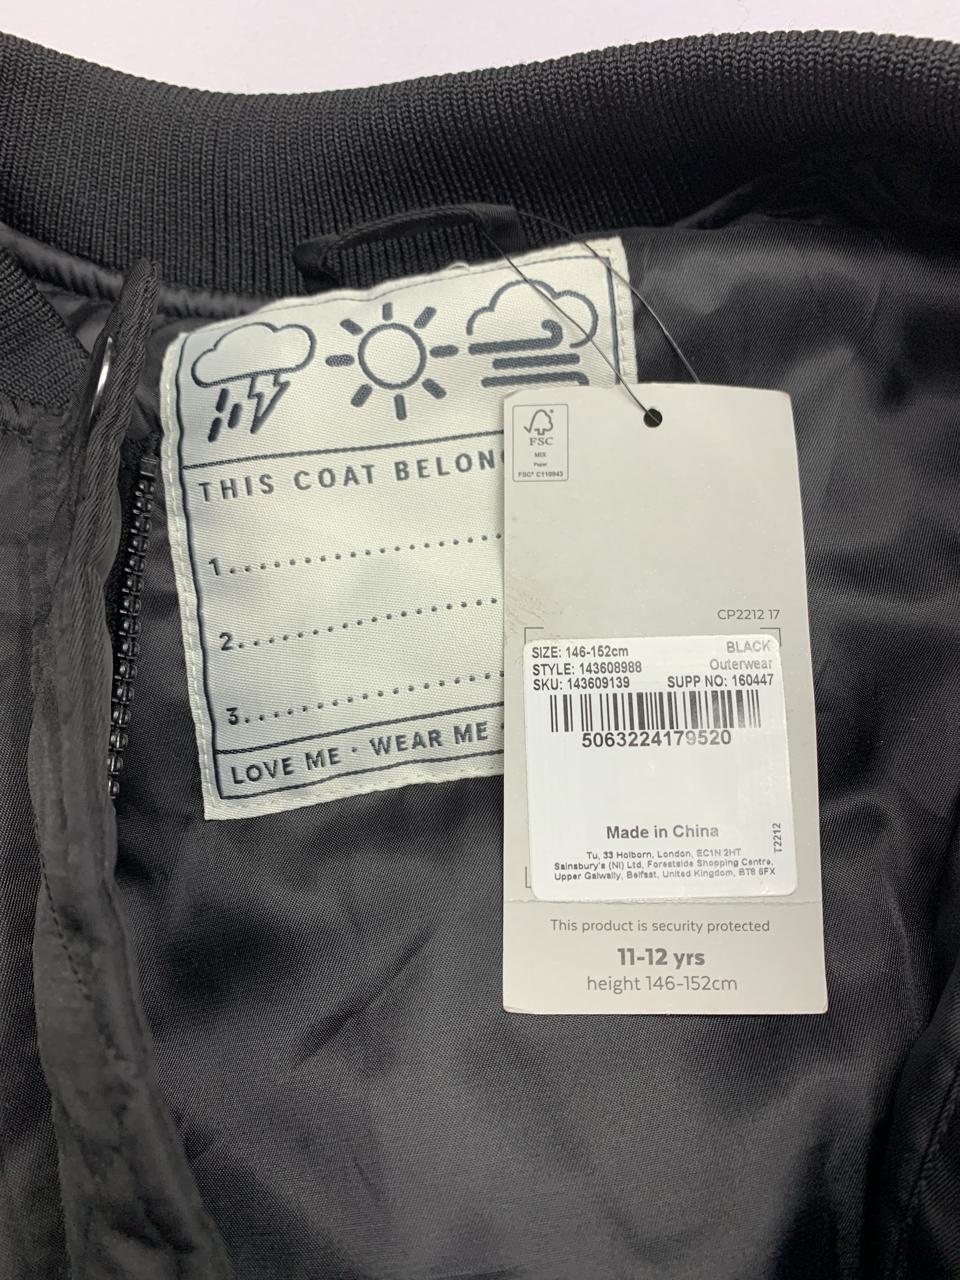 THIS COAT BELON
1
2
3
LOVE ME · WEAR ME ·
FSC
MIX
Paper
FSC® C110943
CP2212 17
SIZE: 146-152cm BLACK
STYLE: 143608988 Outerwear
SKU: 143609139 SUPP NO: 160447
5063224179520
Made in China
T2212
Tu, 33 Holborn, London, EC1N 2HT
Sainsbury's (NI) Ltd, Forestside Shopping Centre,
Upper Galwally, Belfast, United Kingdom, BT8 6FX
This product is security protected
11-12 yrs
height 146-152cm